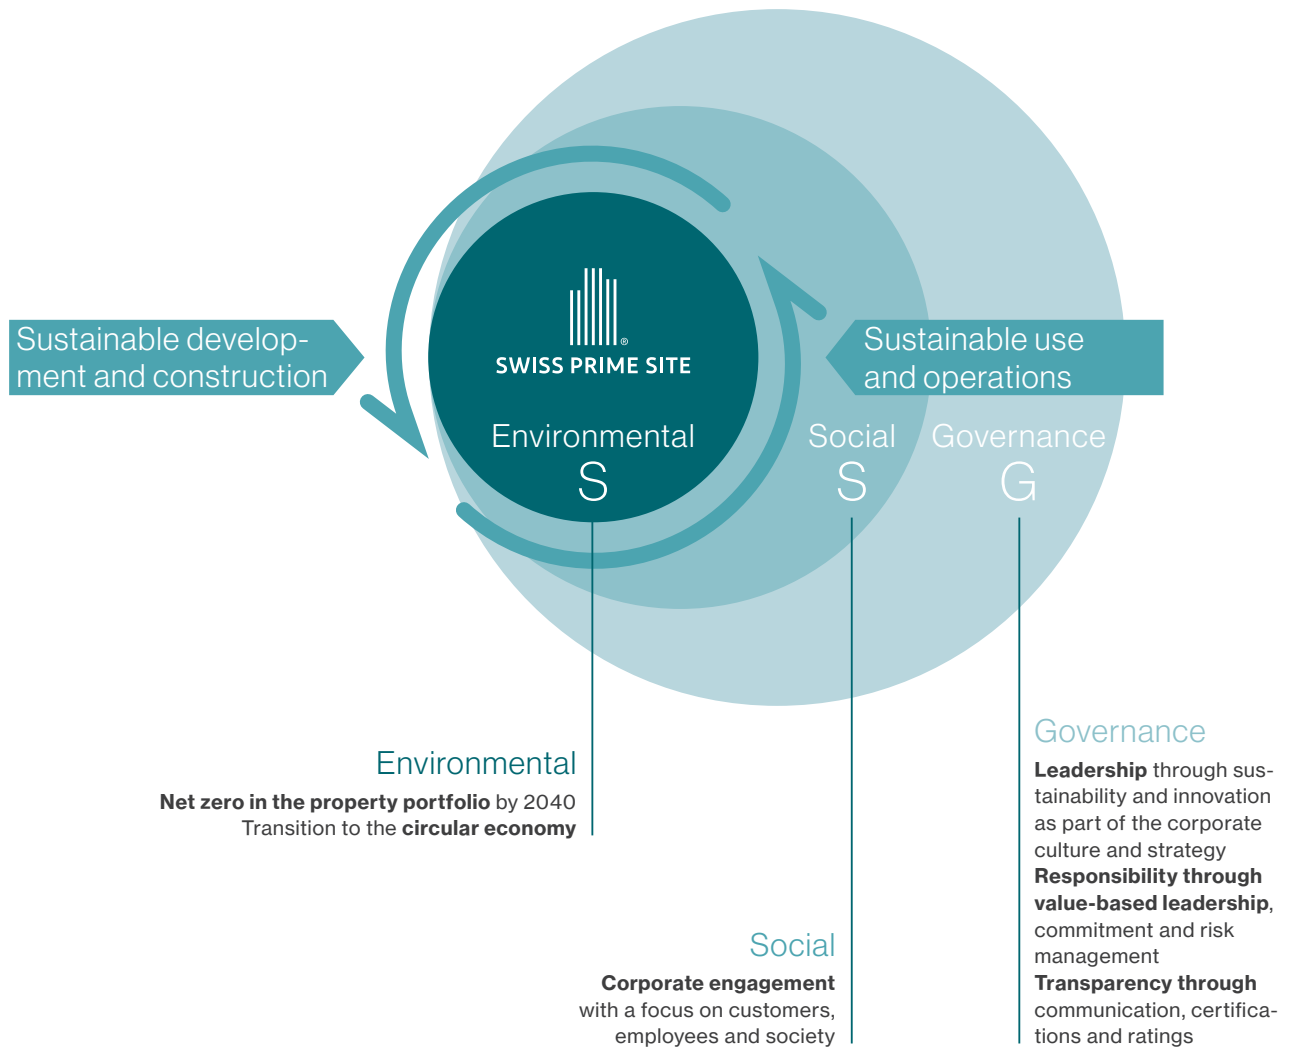 Sustainable develop-
ment and construction
®
SWISS PRIME SITE
Sustainable use
and operations
Environmental
S
Social
S
Governance
G
Environmental
Net zero in the property portfolio by 2040
Transition to the circular economy
Social
Corporate engagement
with a focus on customers,
employees and society
Governance
Leadership through sus-
tainability and innovation
as part of the corporate
culture and strategy
Responsibility through
value-based leadership,
commitment and risk
management
Transparency through
communication, certifica-
tions and ratings